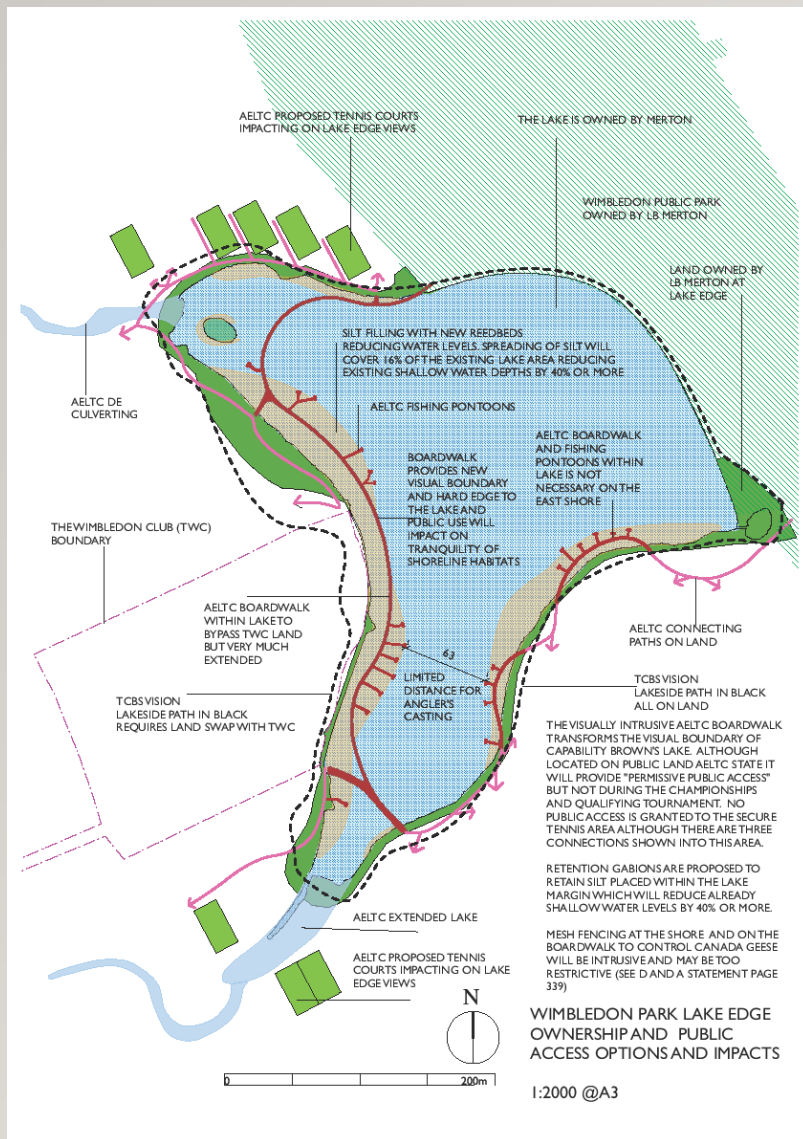 AELTC PROPOSED TENNIS COURTS
IMPACTING ON LAKE EDGE VIEWS
THE LAKE IS OWNED BY MERTON
WIMBLEDON PUBLIC PARK
OWNED BY LB MERTON
LAND OWNED BY
LB MERTON AT
LAKE EDGE
SILT FILLING WITH NEW REEDBEDS
REDUCING WATER LEVELS. SPREADING OF SILT WILL
COVER 16% OF THE EXISTING LAKE AREA REDUCING
EXISTING SHALLOW WATER DEPTHS BY 40% OR MORE
AELTC DE
CULVERTING
AELTC FISHING PONTOONS
AELTC BOARDWALK
AND FISHING
PONTOONS WITHIN
LAKE IS NOT
NECESSARY ON THE
EAST SHORE
BOARDWALK
PROVIDES NEW
VISUAL BOUNDARY
AND HARD EDGE TO
THE LAKE AND
PUBLIC USE WILL
IMPACT ON
TRANQUILITY OF
SHORELINE HABITATS
THE WIMBLEDON CLUB (TWC)
BOUNDARY
AELTC BOARDWALK
WITHIN LAKE TO
BYPASS TWC LAND
BUT VERY MUCH
EXTENDED
AELTC CONNECTING
PATHS ON LAND
63
LIMITED
DISTANCE FOR
ANGLER'S
CASTING
TCBS VISION
LAKESIDE PATH IN BLACK
REQUIRES LAND SWAP WITH TWC
TCBS VISION
LAKESIDE PATH IN BLACK
ALL ON LAND
THE VISUALLY INTRUSIVE AELTC BOARDWALK
TRANSFORMS THE VISUAL BOUNDARY OF
CAPABILITY BROWN'S LAKE. ALTHOUGH
LOCATED ON PUBLIC LAND AELTC STATE IT
WILL PROVIDE "PERMISSIVE PUBLIC ACCESS"
BUT NOT DURING THE CHAMPIONSHIPS
AND QUALIFYING TOURNAMENT. NO
PUBLIC ACCESS IS GRANTED TO THE SECURE
TENNIS AREA ALTHOUGH THERE ARE THREE
CONNECTIONS SHOWN INTO THIS AREA.
RETENTION GABIONS ARE PROPOSED TO
RETAIN SILT PLACED WITHIN THE LAKE
MARGIN WHICH WILL REDUCE ALREADY
SHALLOW WATER LEVELS BY 40% OR MORE.
MESH FENCING AT THE SHORE AND ON THE
BOARDWALK TO CONTROL CANADA GEESE
WILL BE INTRUSIVE AND MAY BE TOO
RESTRICTIVE (SEE D AND A STATEMENT PAGE
339)
AELTC EXTENDED LAKE
AELTC PROPOSED TENNIS
COURTS IMPACTING ON LAKE
EDGE VIEWS
N
WIMBLEDON PARK LAKE EDGE
OWNERSHIP AND PUBLIC
ACCESS OPTIONS AND IMPACTS
0
200m
1:2000 @A3